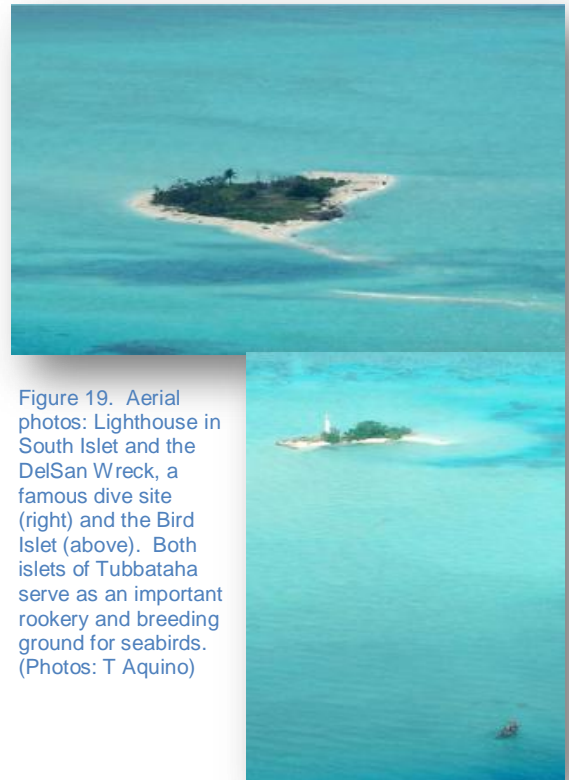 Figure 19.  Aerial
photos: Lighthouse in
South Islet and the
DelSan Wreck, a
famous dive site
(right) and the Bird
Islet (above).  Both
islets of Tubbataha
serve as an important
rookery and breeding
ground for seabirds.
(Photos: T Aquino)